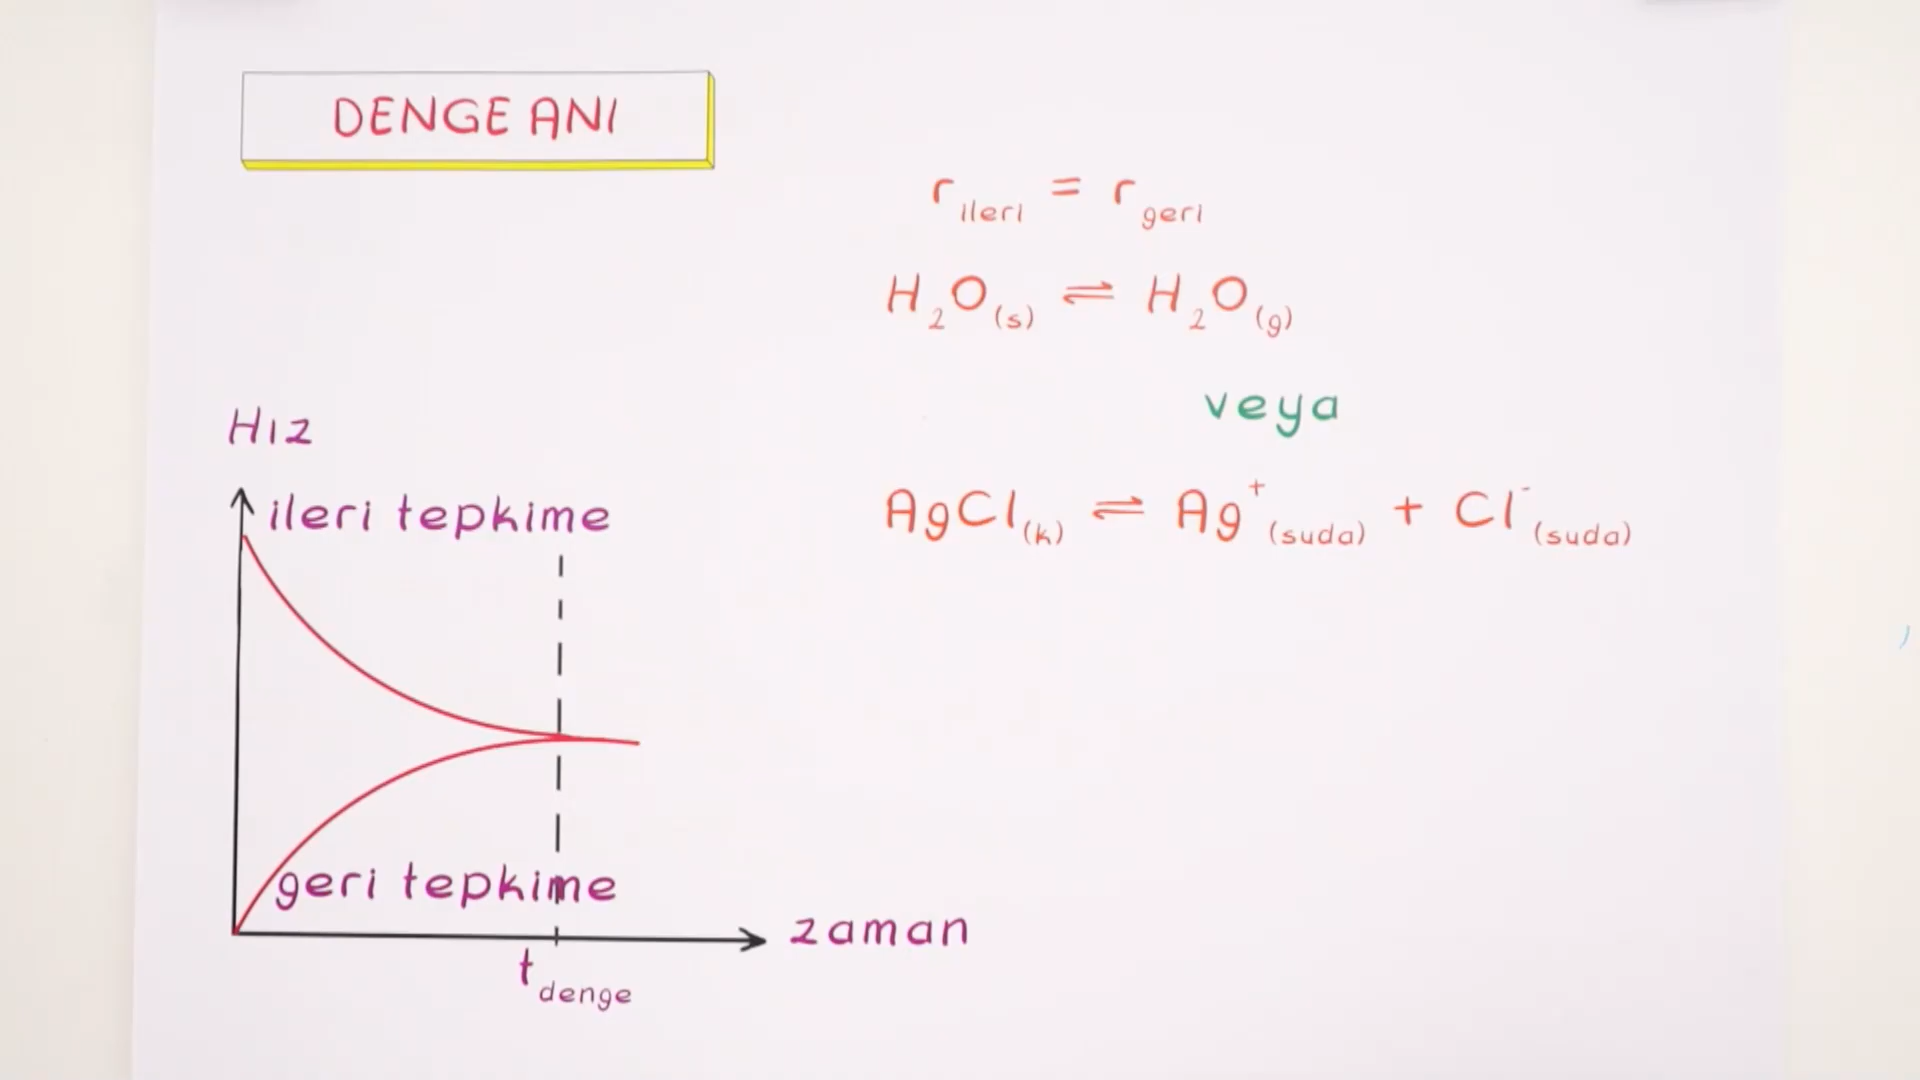 DENGE ANI
r ileri = r geri
H₂O(s) ⇌ H₂O(g)
veya
AgCl(k) ⇌ Ag⁺(suda) + Cl⁻(suda)
Hız
ileri tepkime
geri tepkime
zaman
t denge